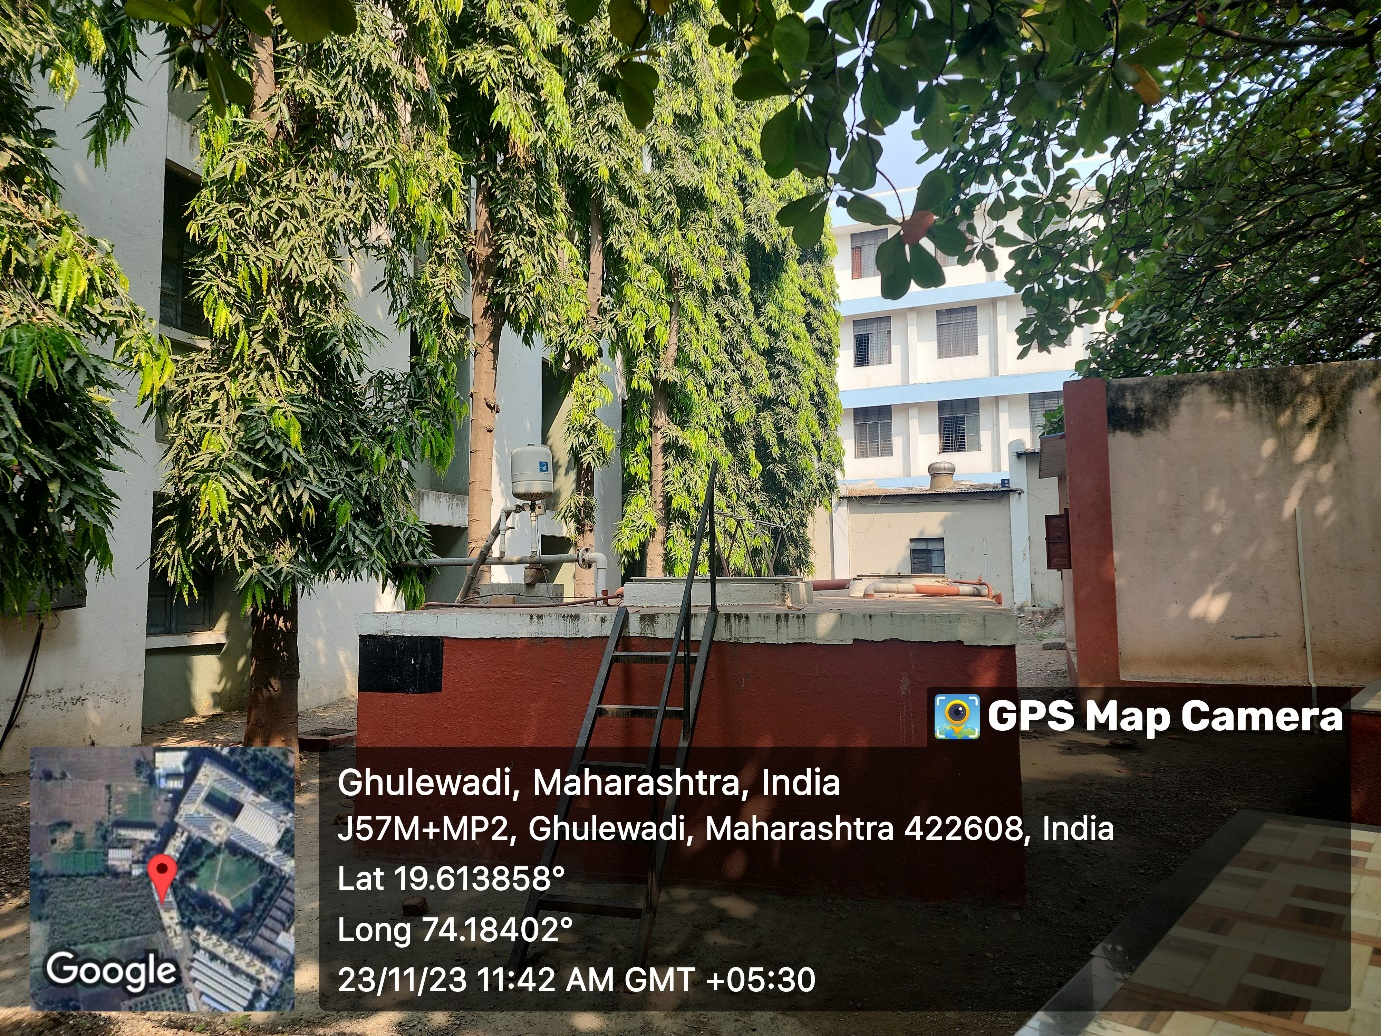 GPS Map Camera
Ghulewadi, Maharashtra, India
J57M+MP2, Ghulewadi, Maharashtra 422608, India
Lat 19.613858°
Long 74.18402°
23/11/23 11:42 AM GMT +05:30
Google